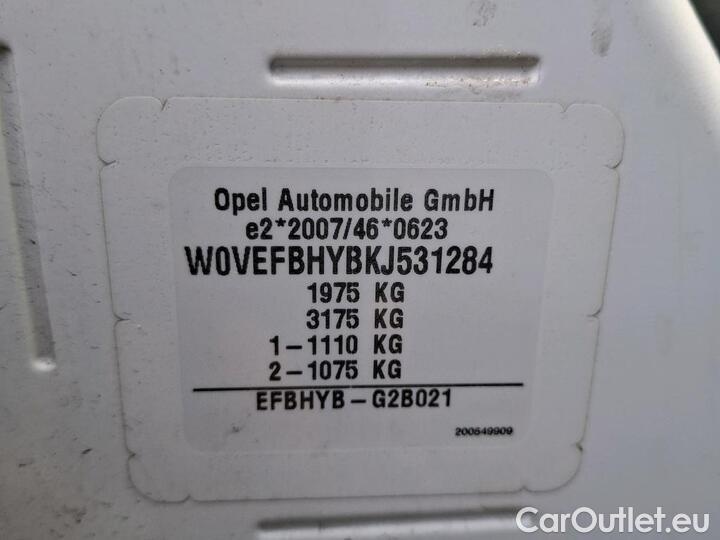 Opel Automobile GmbH
e2*2007/46*0623
W0VEFBHYBKJ531284
1975 KG
3175 KG
1-1110 KG
2-1075 KG
EFBHYB-G2B021
200549909
CarOutlet.eu